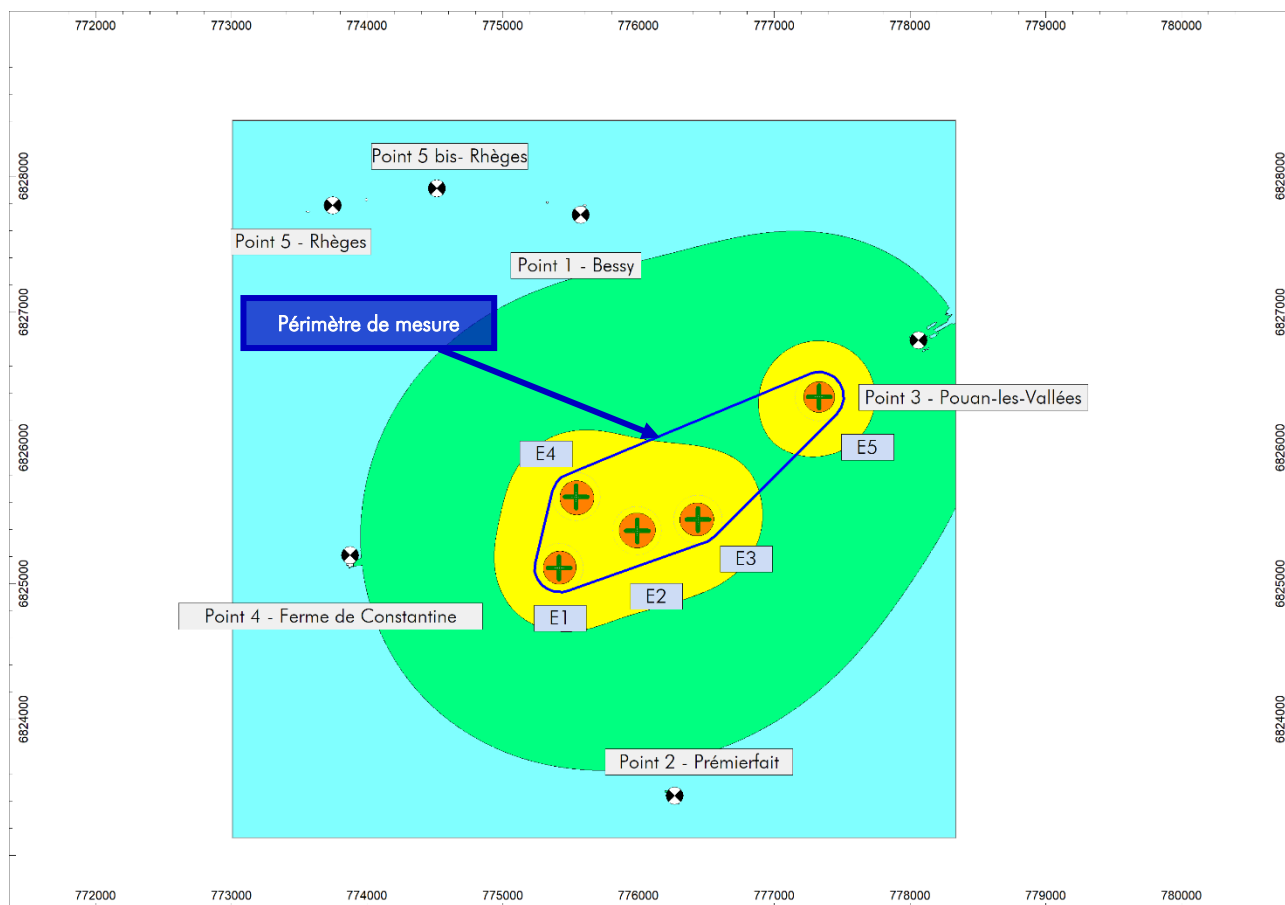 772000 773000 774000 775000 776000 777000 778000 779000 780000
6828000 6828000
Point 5 bis- Rhèges
Point 5 - Rhèges
Point 1 - Bessy
6827000 6827000
Périmètre de mesure
Point 3 - Pouan-les-Vallées
6826000 6826000
E4
E5
E3
E2
6825000 6825000
Point 4 - Ferme de Constantine
E1
6824000 6824000
Point 2 - Prémierfait
772000 773000 774000 775000 776000 777000 778000 779000 780000